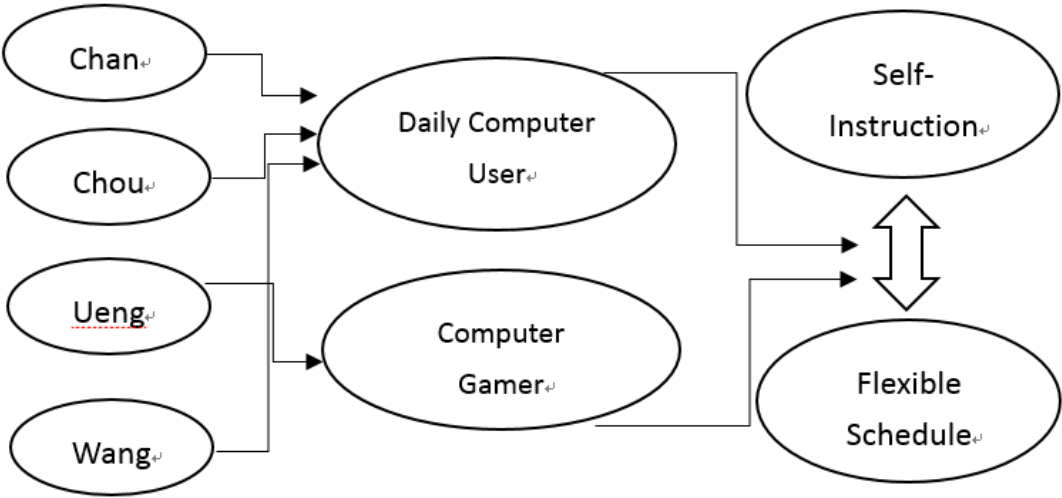 Chan
Chou
Ueng
Wang
Daily Computer
User
Computer
Gamer
Self-
Instruction
Flexible
Schedule